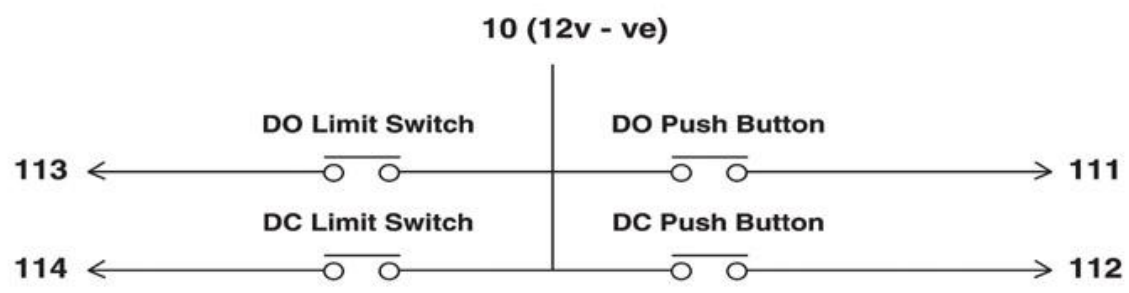 10 (12v - ve)
DO Limit Switch DO Push Button
113 111
DC Limit Switch DC Push Button
114 112